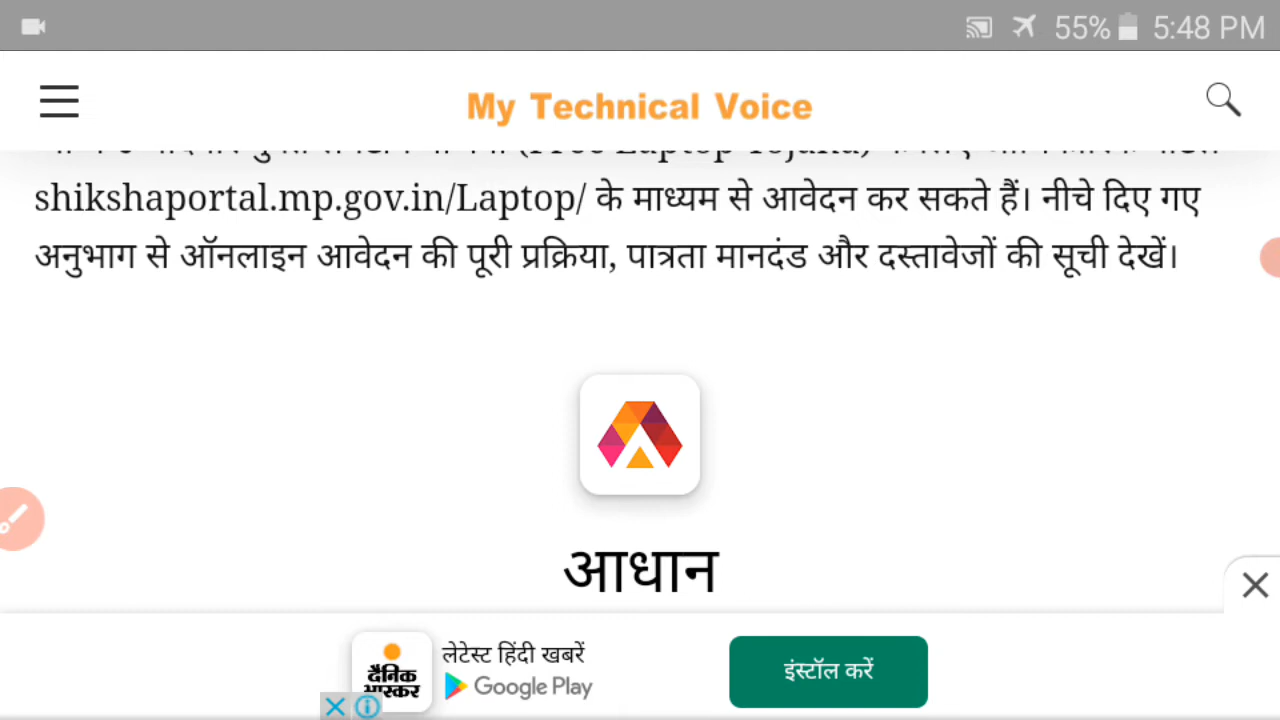 55% 5:48 PM
My Technical Voice
shikshaportal.mp.gov.in/Laptop/ के माध्यम से आवेदन कर सकते हैं। नीचे दिए गए
अनुभाग से ऑनलाइन आवेदन की पूरी प्रक्रिया, पात्रता मानदंड और दस्तावेजों की सूची देखें।
आधान
लेटेस्ट हिंदी खबरें
दैनिक
भास्कर
Google Play
इंस्टॉल करें